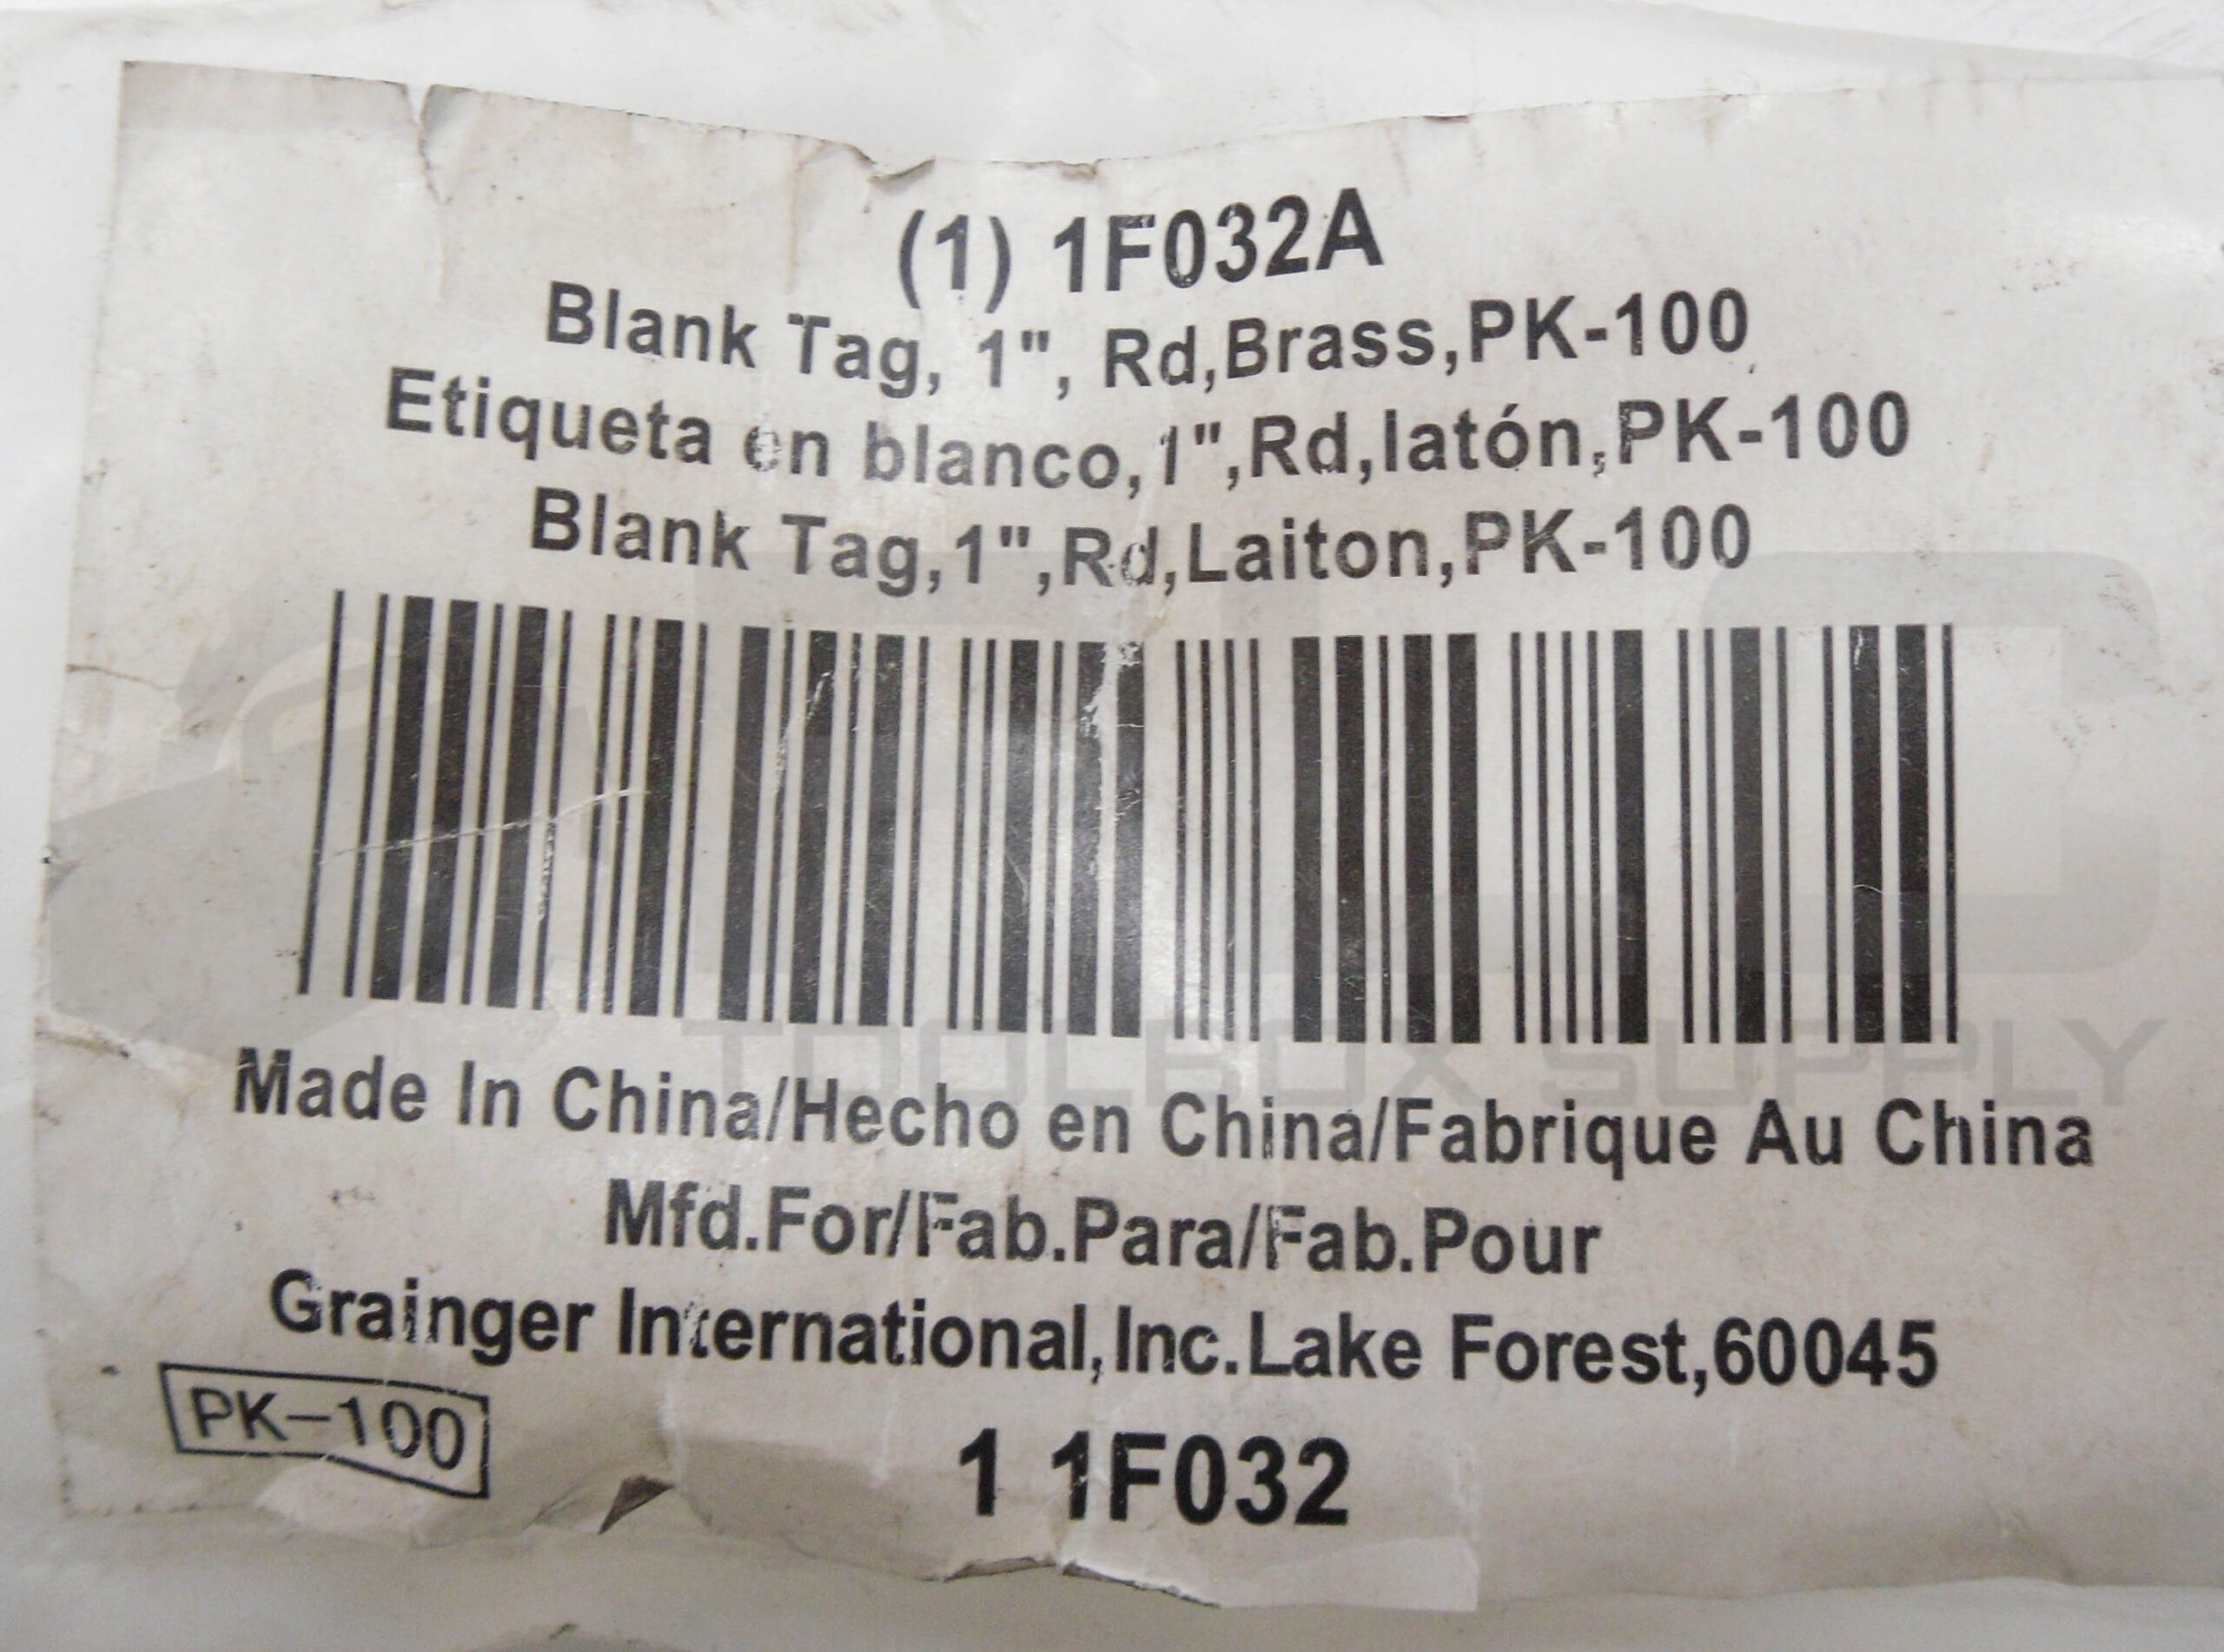 (1) 1F032A
Blank Tag, 1", Rd,Brass,PK-100
Etiqueta en blanco,1",Rd,latón,PK-100
Blank Tag,1",Rd,Laiton,PK-100
TOOLBOX SUPPLY
Made In China/Hecho en China/Fabrique Au China
Mfd.For/Fab.Para/Fab.Pour
Grainger International,Inc.Lake Forest,60045
PK-100
1 1F032